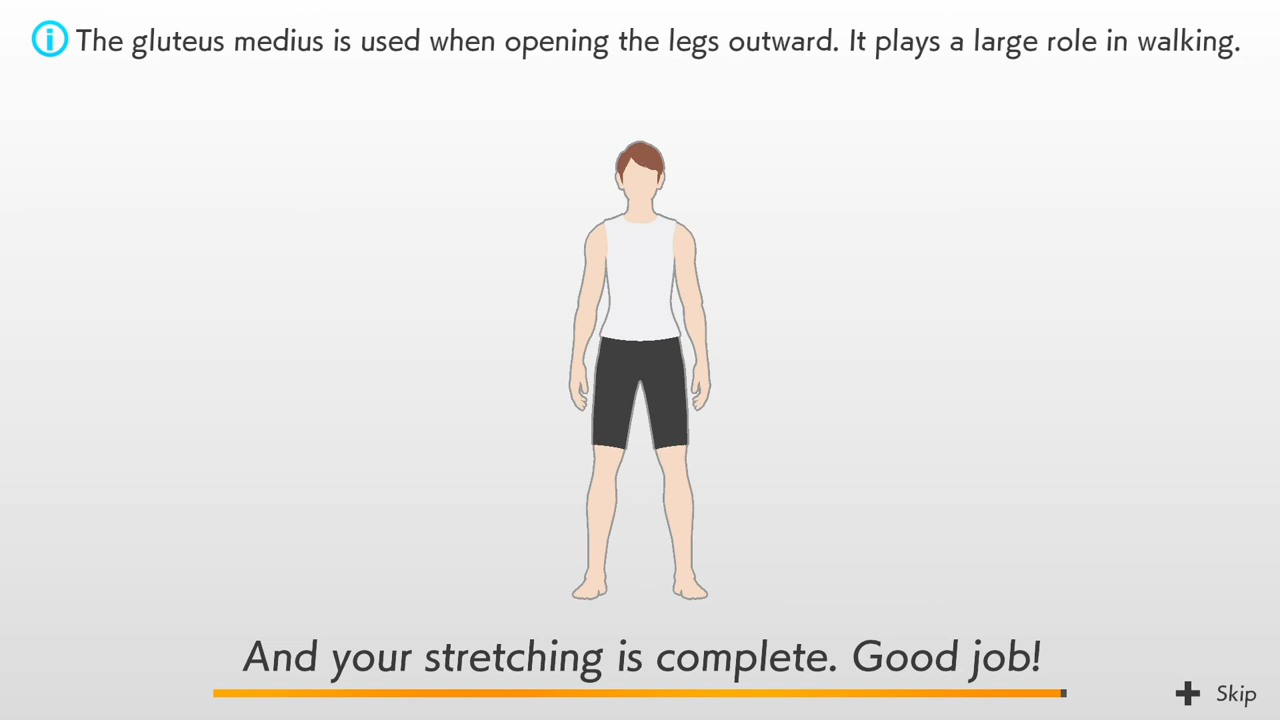 The gluteus medius is used when opening the legs outward. It plays a large role in walking.
And your stretching is complete. Good job!
Skip